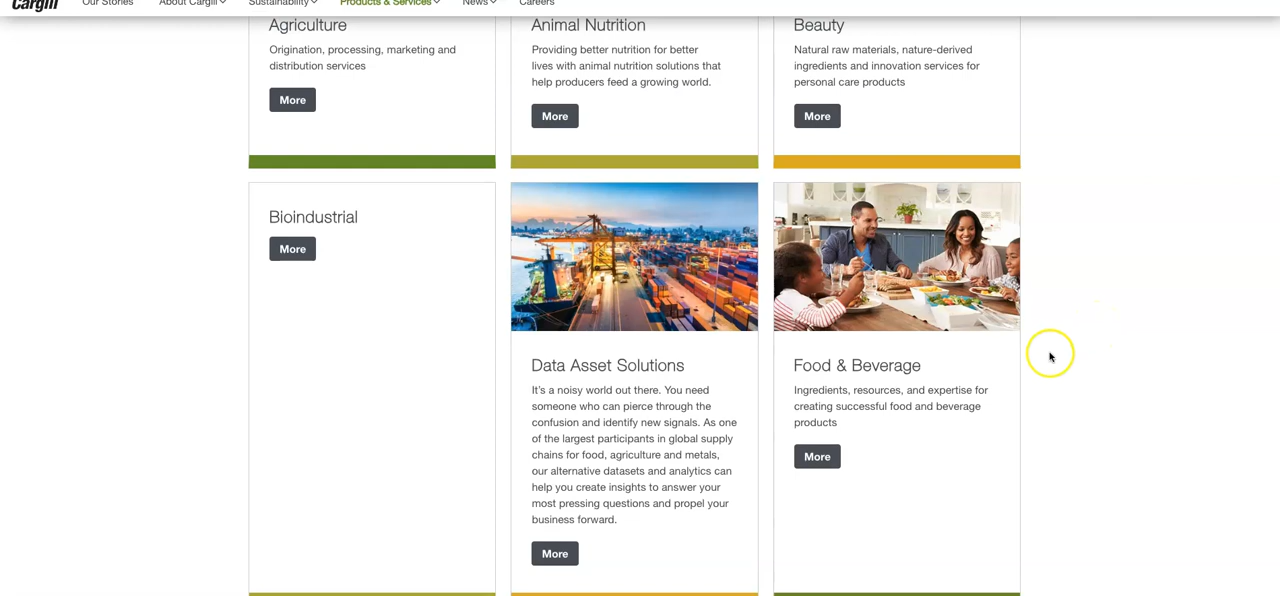 Cargill
Our Stories About Cargill Sustainability Products & Services News Careers
Agriculture
Origination, processing, marketing and
distribution services
More
Animal Nutrition
Providing better nutrition for better
lives with animal nutrition solutions that
help producers feed a growing world.
More
Beauty
Natural raw materials, nature-derived
ingredients and innovation services for
personal care products
More
Bioindustrial
More
Data Asset Solutions
It's a noisy world out there. You need
someone who can pierce through the
confusion and identify new signals. As one
of the largest participants in global supply
chains for food, agriculture and metals,
our alternative datasets and analytics can
help you create insights to answer your
most pressing questions and propel your
business forward.
More
Food & Beverage
Ingredients, resources, and expertise for
creating successful food and beverage
products
More